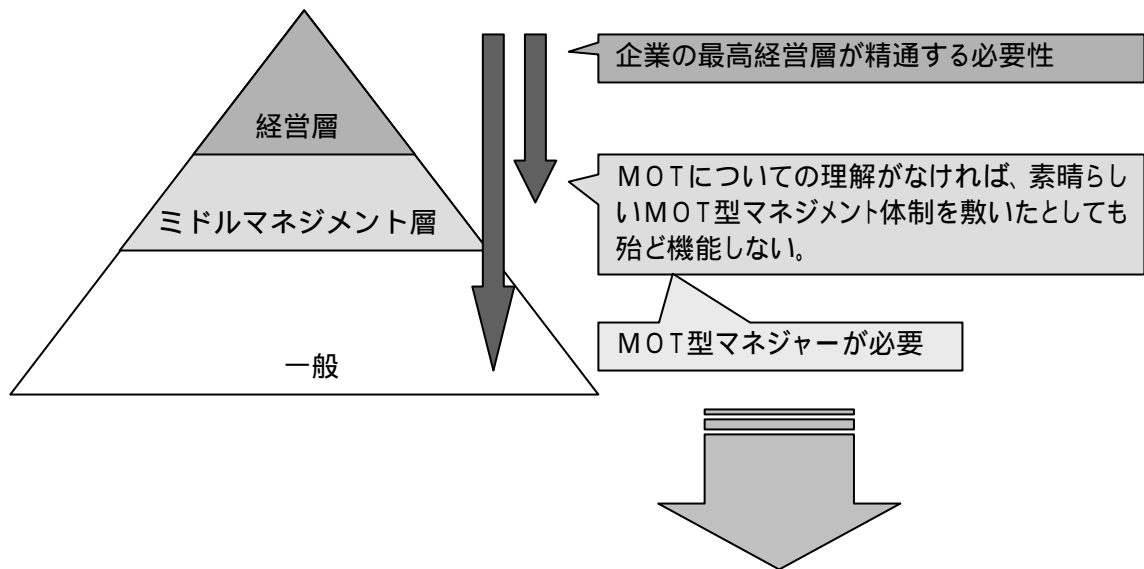 企業の最高経営層が精通する必要性
経営層
MOTについての理解がなければ、素晴らし
いMOT型マネジメント体制を敷いたとしても
殆ど機能しない。
ミドルマネジメント層
MOT型マネジャーが必要
一般